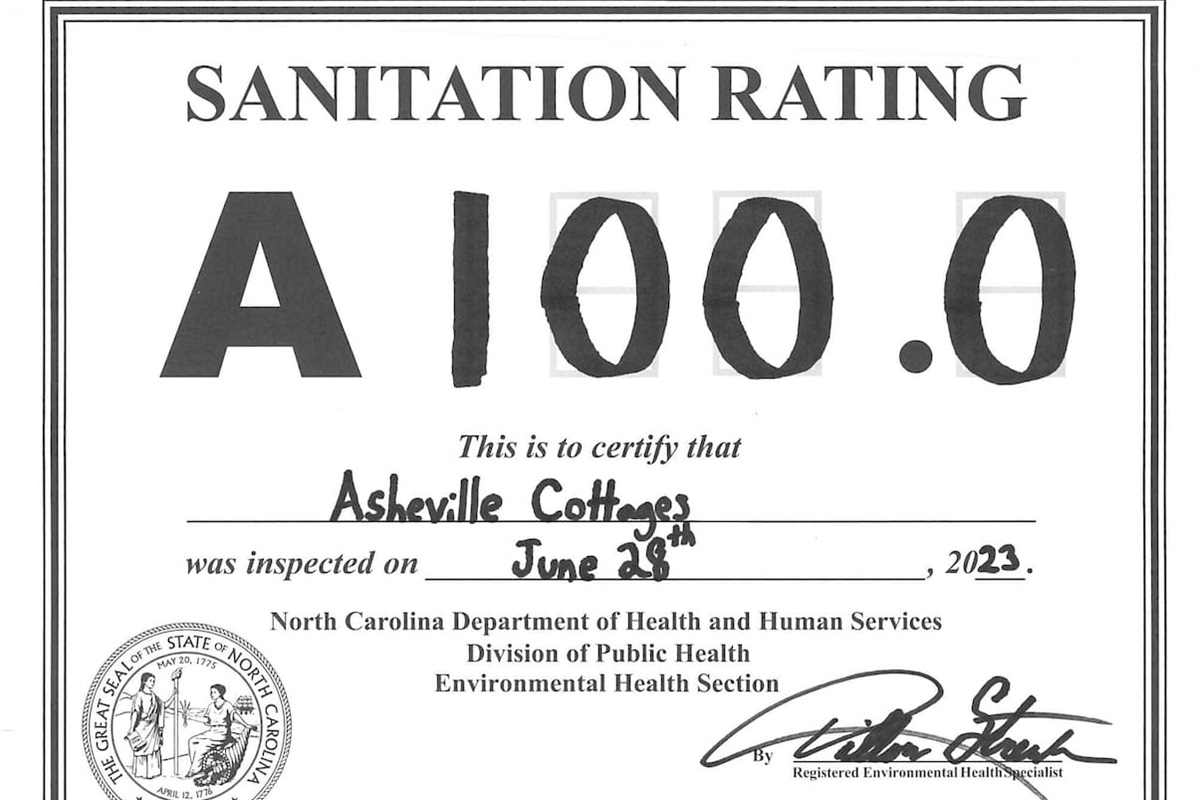 SANITATION RATING
A 100.0
This is to certify that
Asheville Cottages
was inspected on June 28th, 2023.
North Carolina Department of Health and Human Services
Division of Public Health
Environmental Health Section
THE GREAT SEAL OF THE STATE OF NORTH CAROLINA
MAY 20, 1775
APRIL 12, 1776
By
Registered Environmental Health Specialist